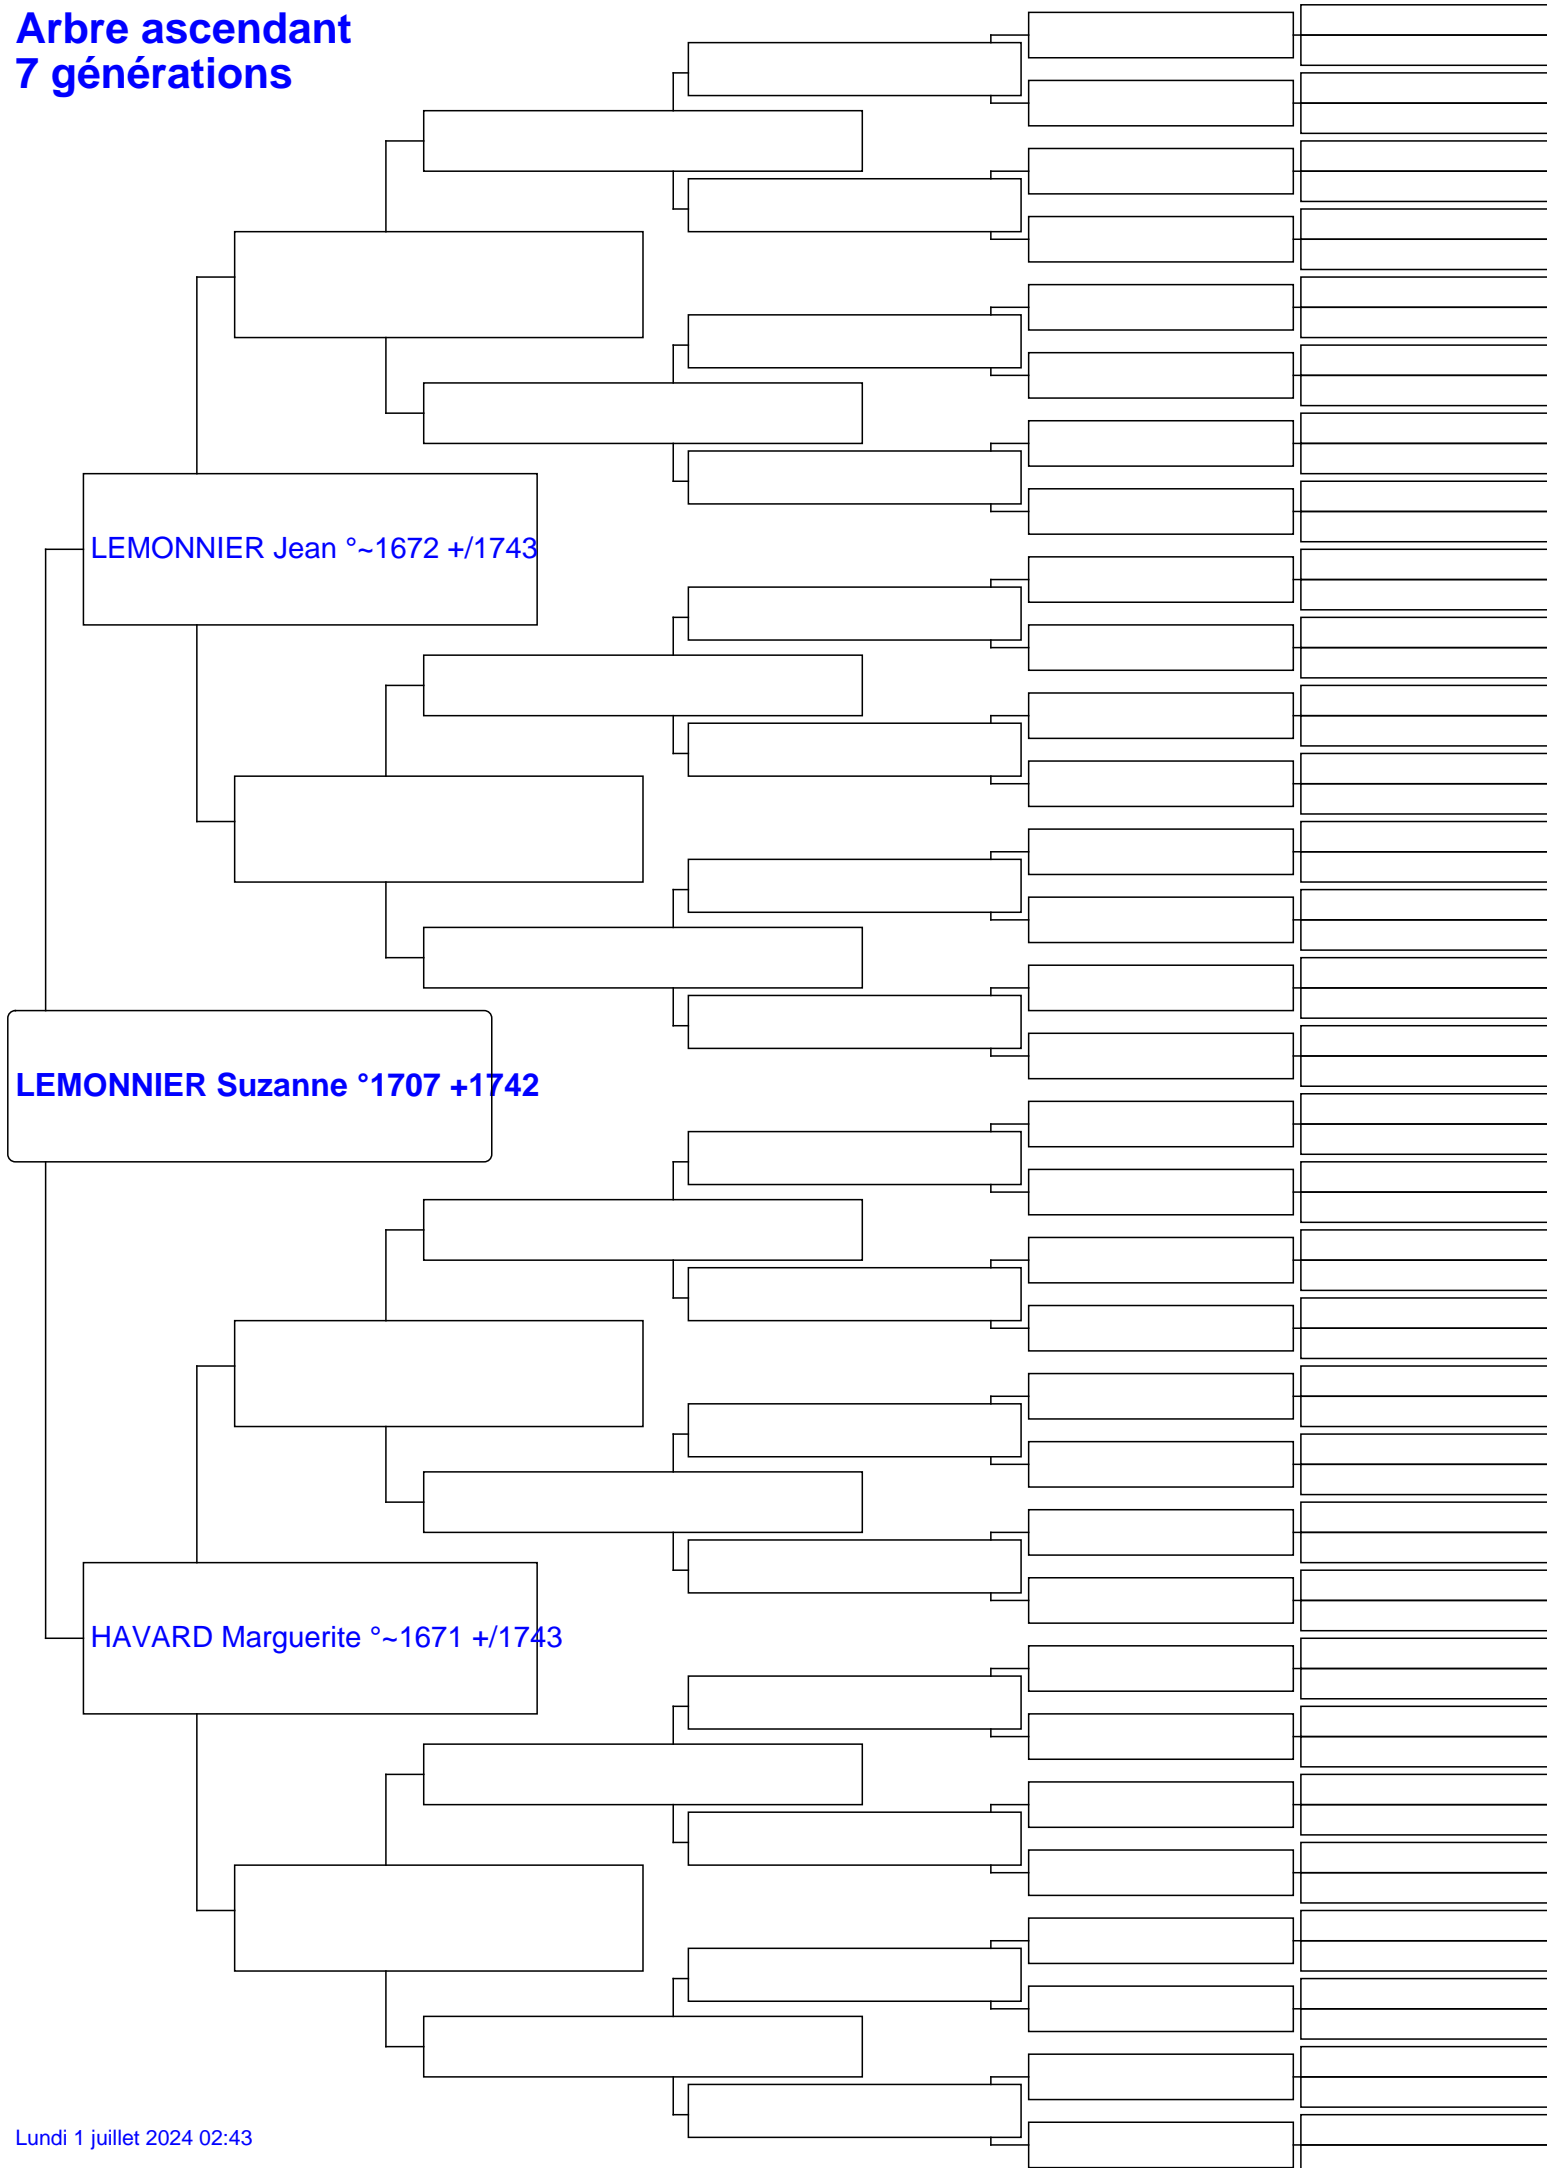 Arbre ascendant
7 générations
LEMONNIER Jean °~1672 +/1743
LEMONNIER Suzanne °1707 +1742
HAVARD Marguerite °~1671 +/1743
Lundi 1 juillet 2024 02:43